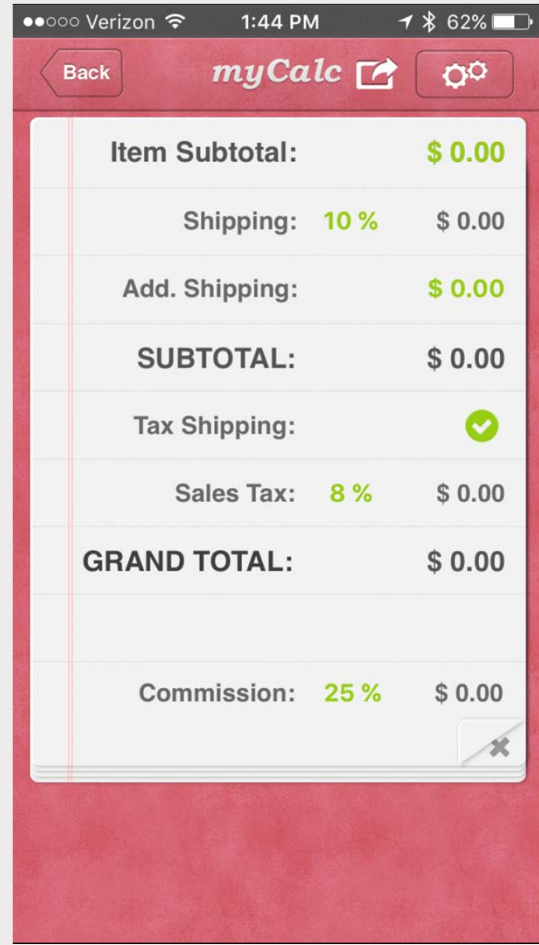 Verizon 1:44 PM 62%
Back myCalc
Item Subtotal: $ 0.00
Shipping: 10 % $ 0.00
Add. Shipping: $ 0.00
SUBTOTAL: $ 0.00
Tax Shipping:
Sales Tax: 8 % $ 0.00
GRAND TOTAL: $ 0.00
Commission: 25 % $ 0.00